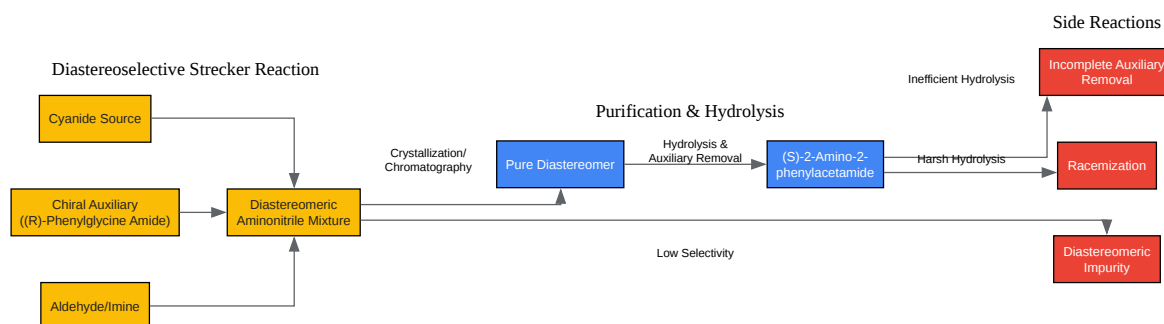 Side Reactions
Diastereoselective Strecker Reaction
Incomplete Auxiliary
Removal
Inefficient Hydrolysis
Cyanide Source
Purification & Hydrolysis
Crystallization/
Chromatography
Pure Diastereomer
Hydrolysis &
Auxiliary Removal
(S)-2-Amino-2-
phenylacetamide
Harsh Hydrolysis
Racemization
Chiral Auxiliary
((R)-Phenylglycine Amide)
Diastereomeric
Aminonitrile Mixture
Low Selectivity
Diastereomeric
Impurity
Aldehyde/Imine